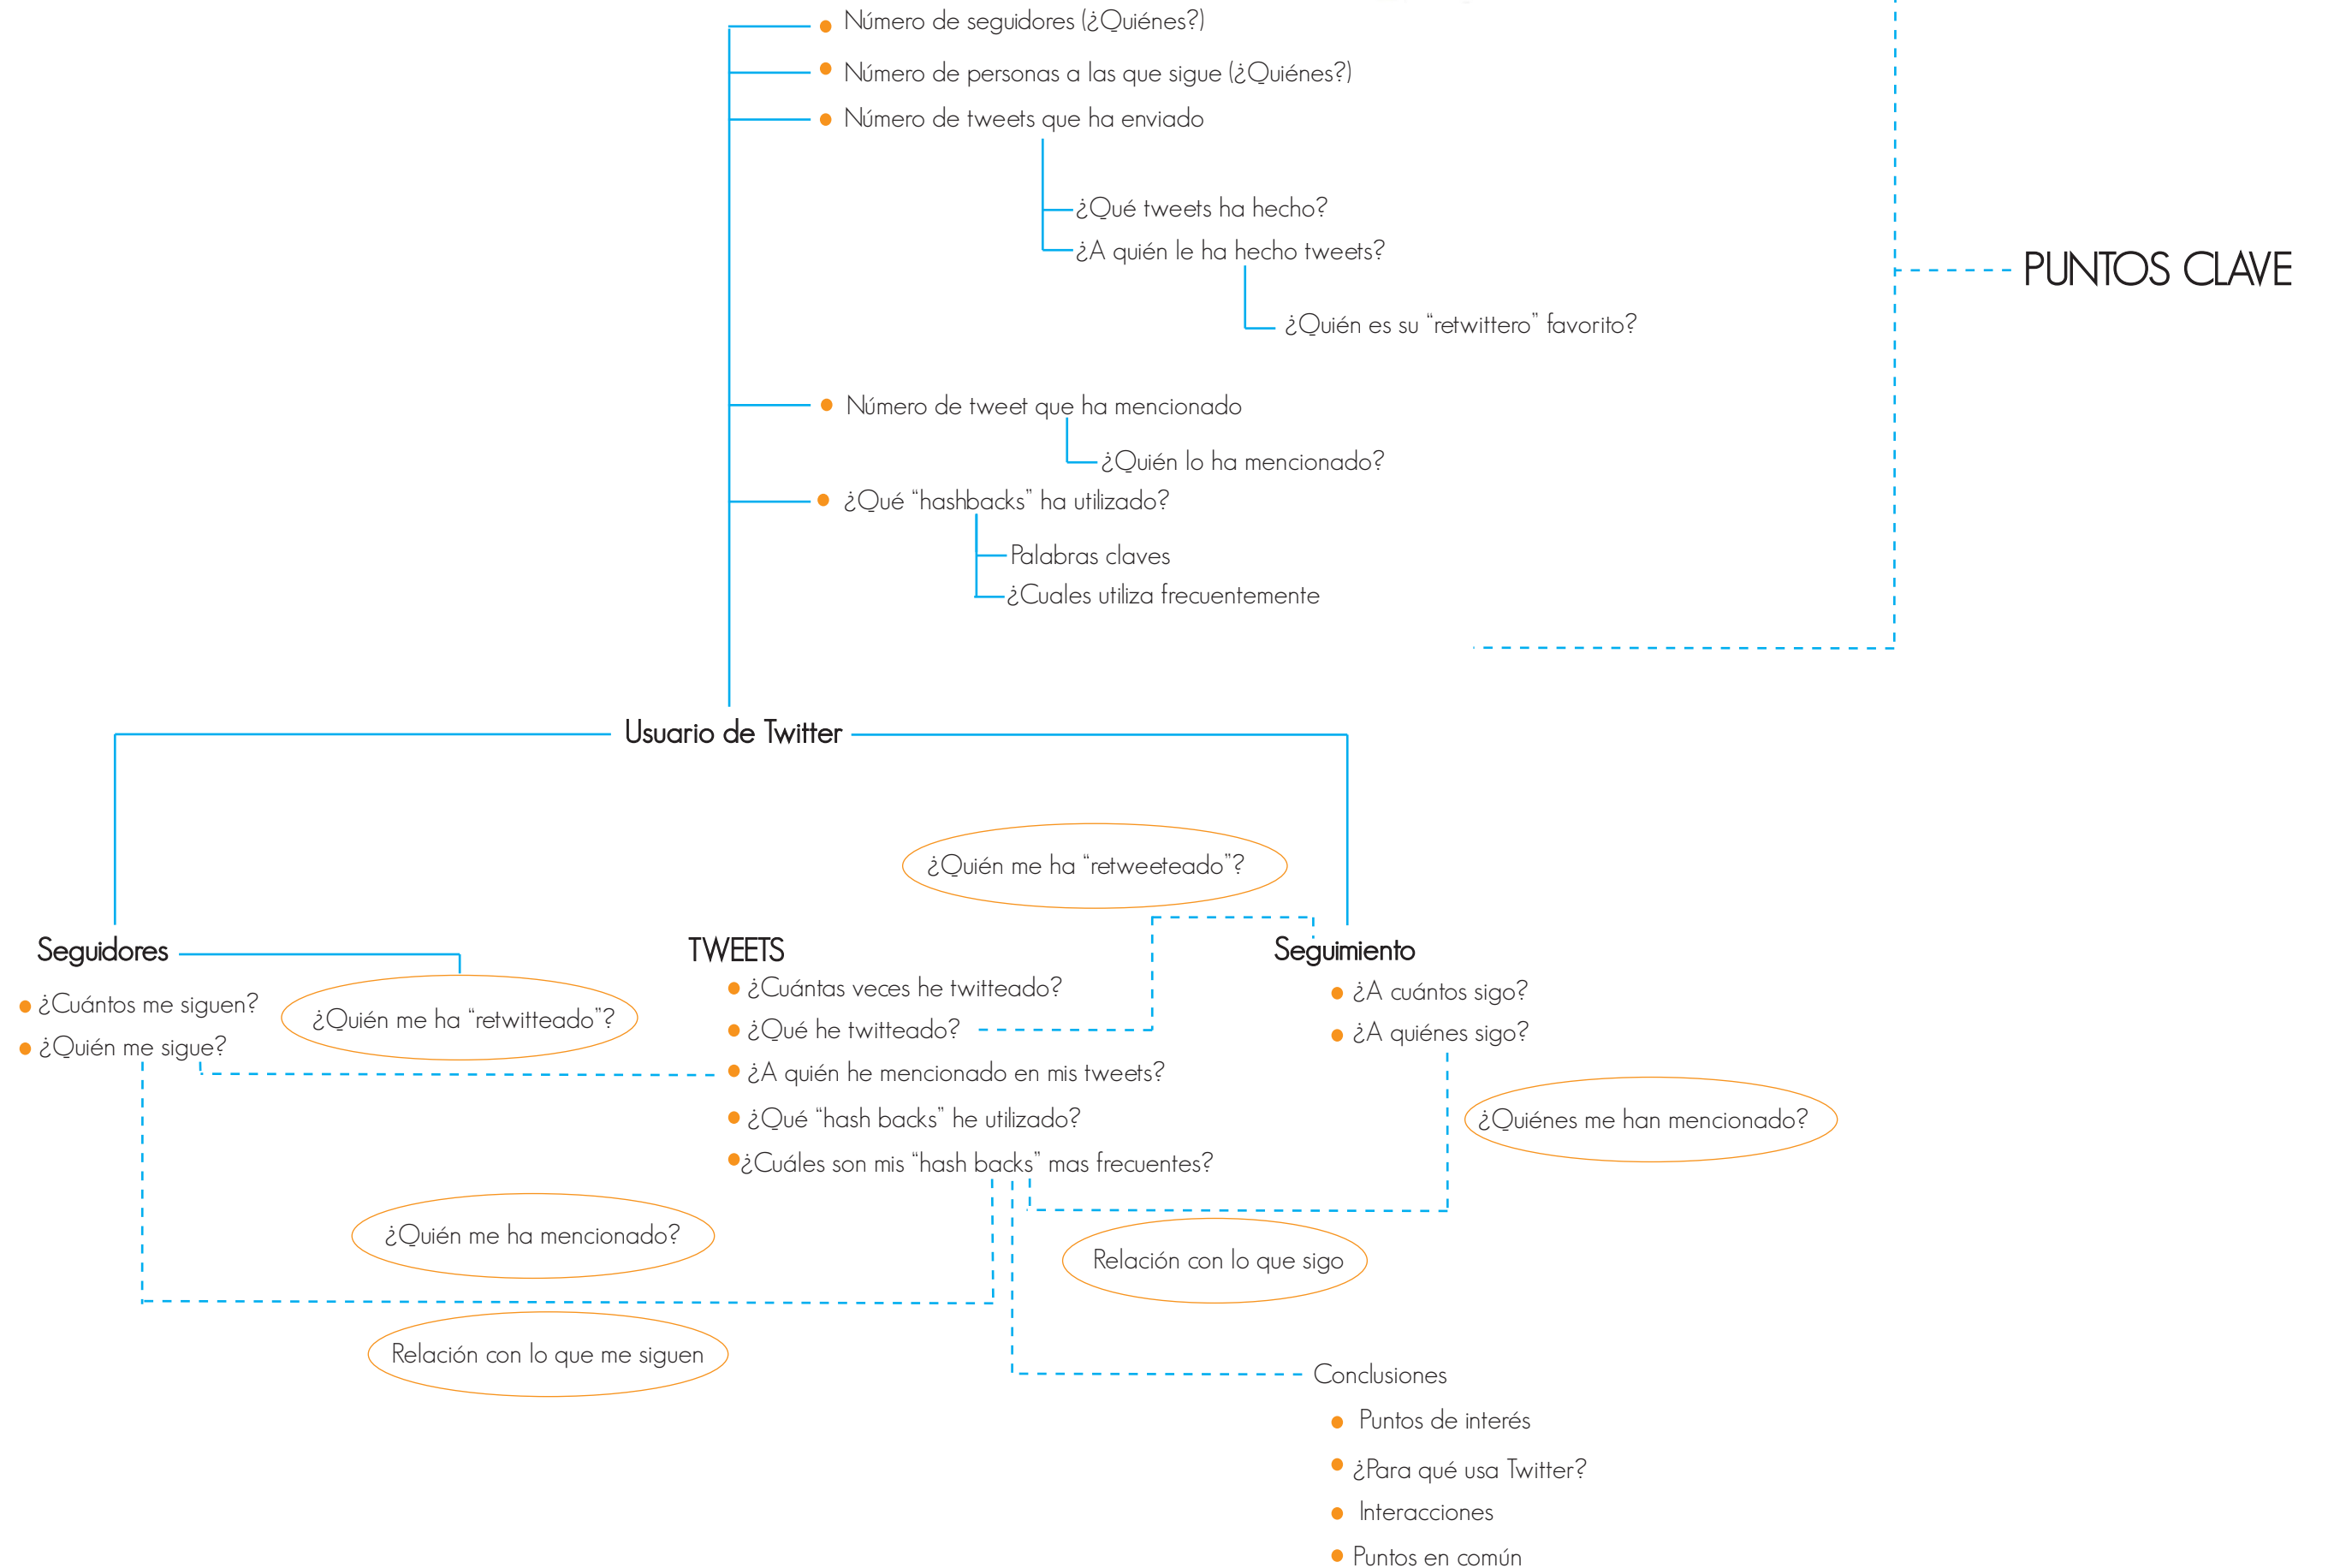 Número de seguidores (¿Quiénes?)
Número de personas a las que sigue (¿Quiénes?)
Número de tweets que ha enviado
¿Qué tweets ha hecho?
¿A quién le ha hecho tweets?
PUNTOS CLAVE
¿Quién es su “retwittero” favorito?
Número de tweet que ha mencionado
¿Quién lo ha mencionado?
¿Qué “hashbacks” ha utilizado?
Palabras claves
¿Cuales utiliza frecuentemente
Usuario de Twitter
¿Quién me ha “retweeteado”?
Seguidores
¿Cuántos me siguen?
¿Quién me sigue?
¿Quién me ha “retwitteado”?
TWEETS
¿Cuántas veces he twitteado?
¿Qué he twitteado?
¿A quién he mencionado en mis tweets?
¿Qué “hash backs” he utilizado?
¿Cuáles son mis “hash backs” mas frecuentes?
Seguimiento
¿A cuántos sigo?
¿A quiénes sigo?
¿Quiénes me han mencionado?
¿Quién me ha mencionado?
Relación con lo que sigo
Relación con lo que me siguen
Conclusiones
Puntos de interés
¿Para qué usa Twitter?
Interacciones
Puntos en común